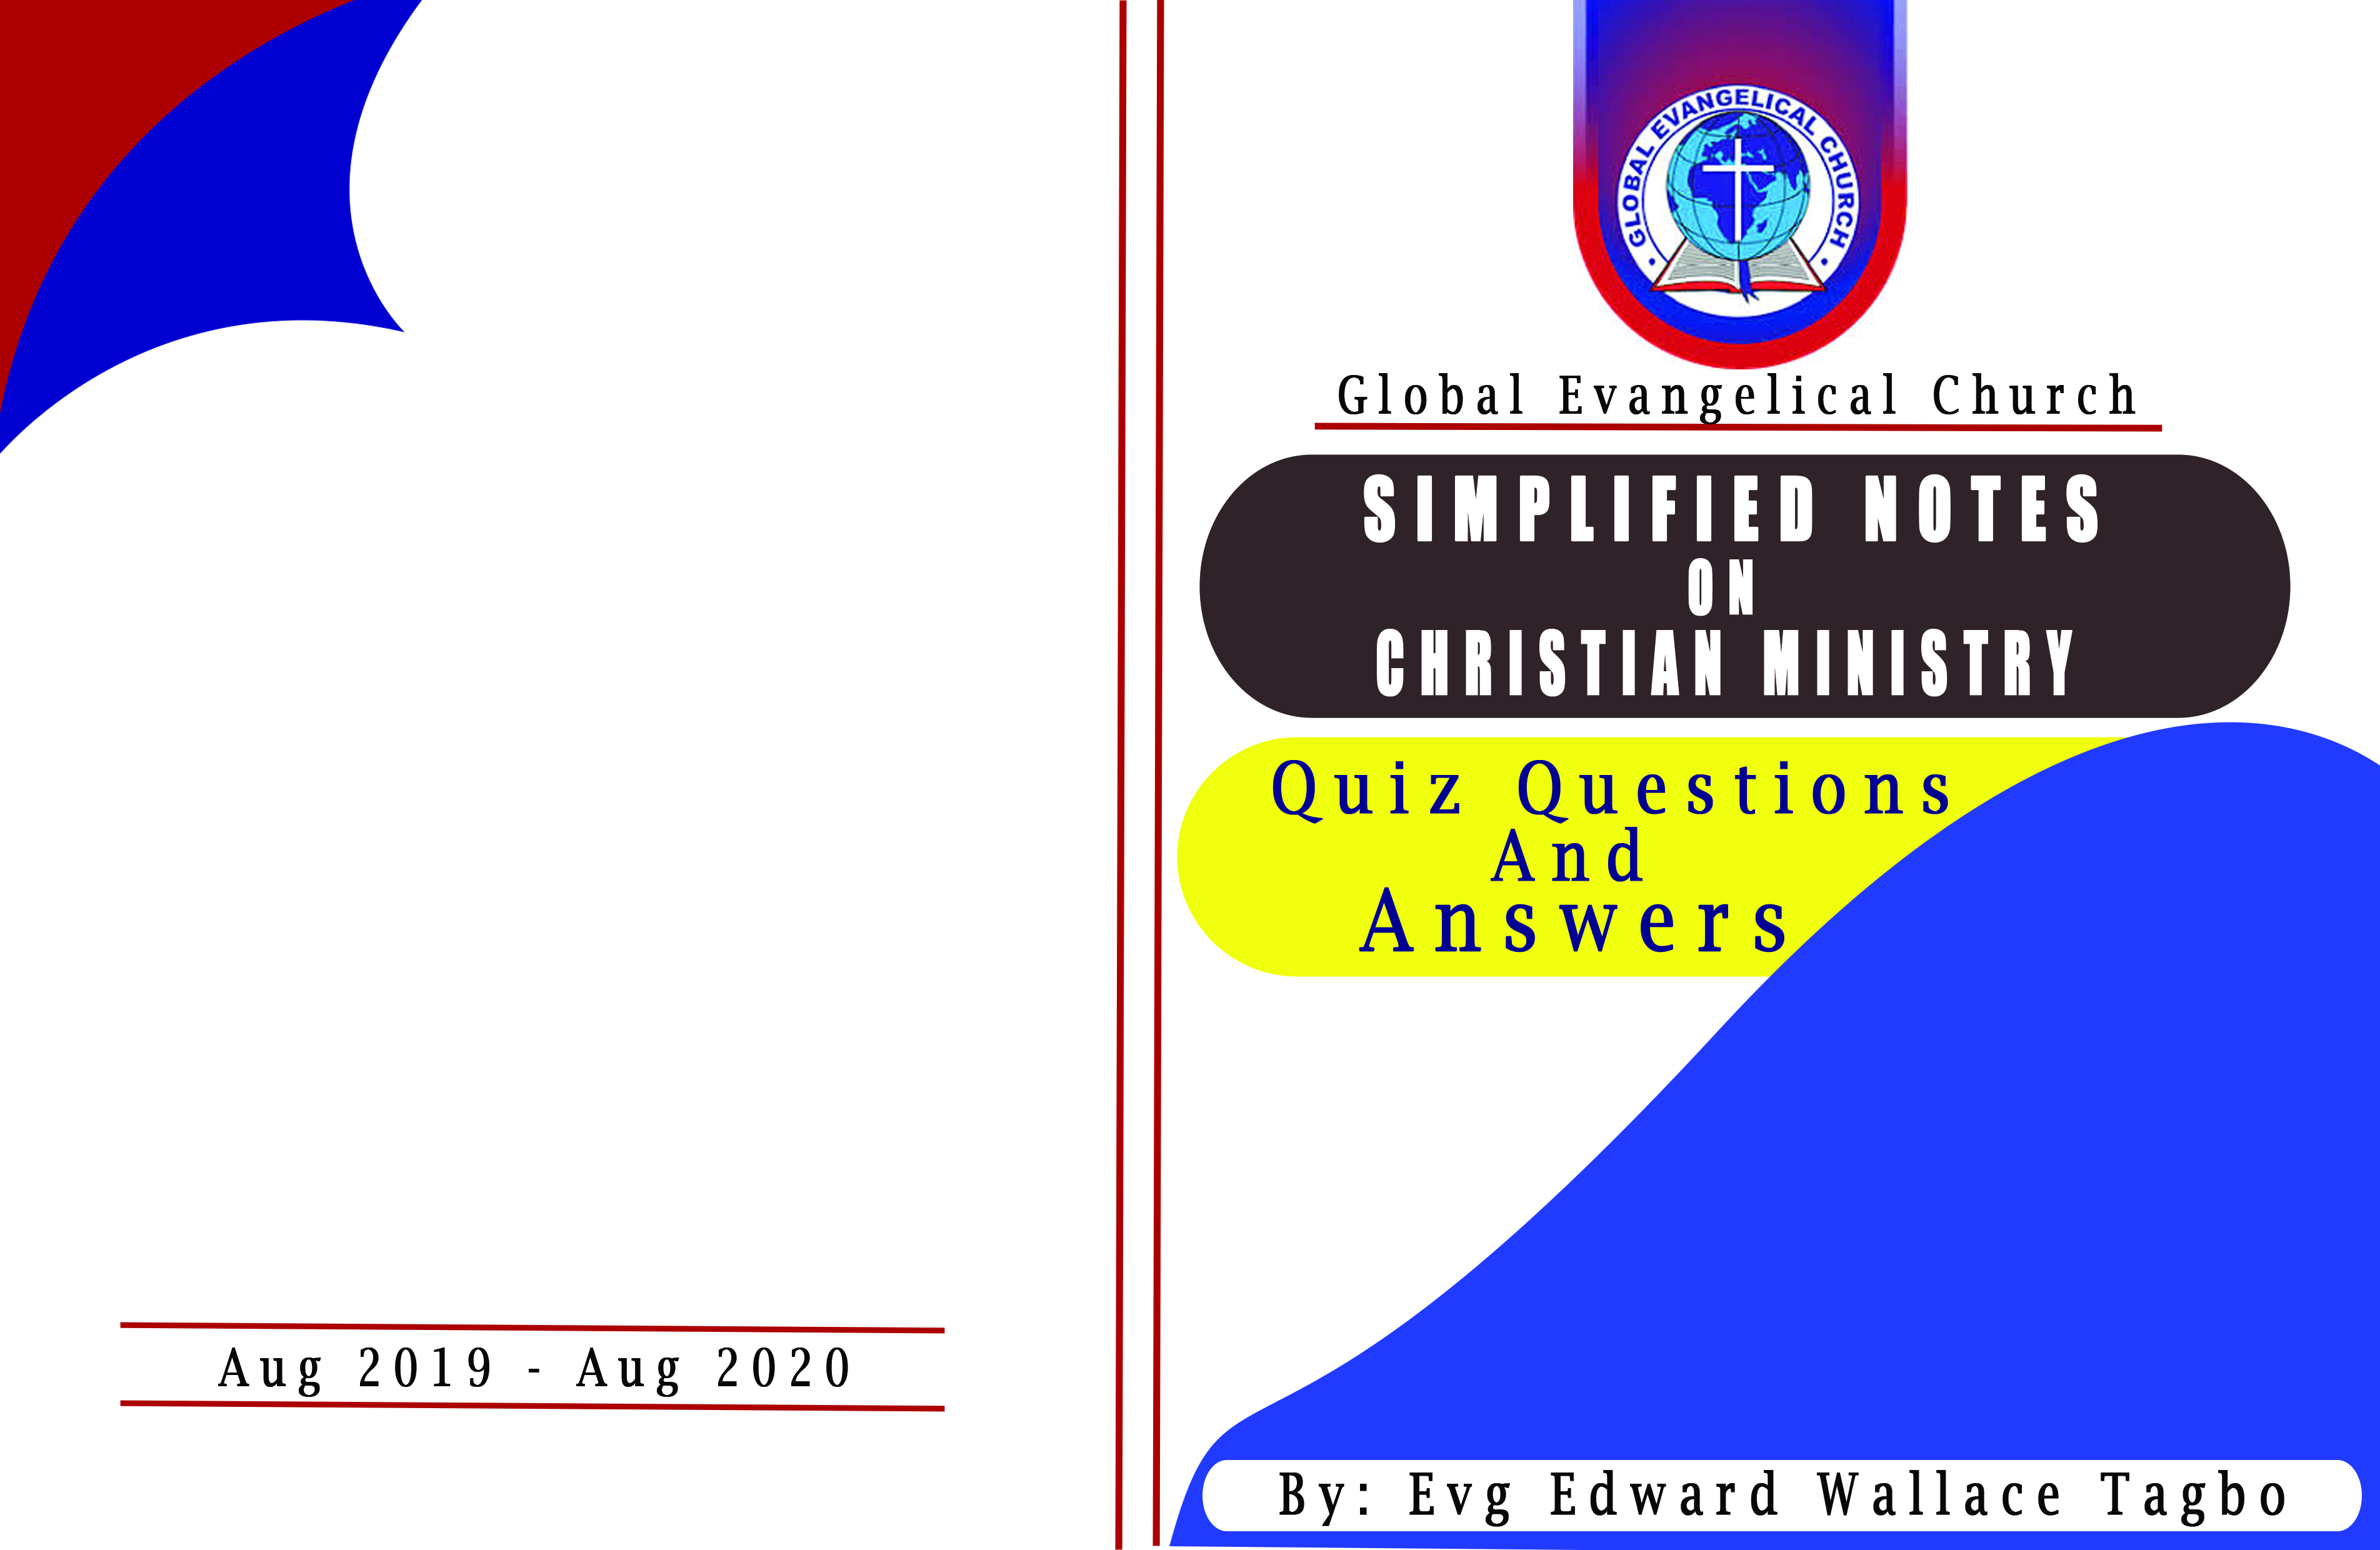 • GLOBAL EVANGELICAL CHURCH •
Global Evangelical Church
SIMPLIFIED NOTES
ON
CHRISTIAN MINISTRY
Quiz Questions
And
Answers
By: Evg Edward Wallace Tagbo
Aug 2019 - Aug 2020